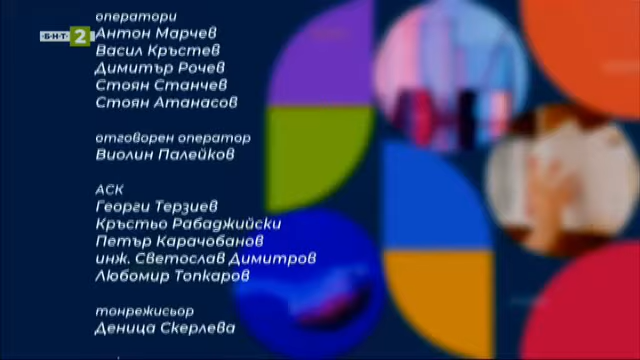 оператори
Антон Марчев
Васил Кръстев
Димитър Рочев
Стоян Станчев
Стоян Атанасов
отговорен оператор
Виолин Палейков
АСК
Георги Терзиев
Кръстьо Рабаджийски
Петър Карачобанов
инж. Светослав Димитров
Любомир Топкаров
тонрежисьор
Деница Скерлева
БНТ 2